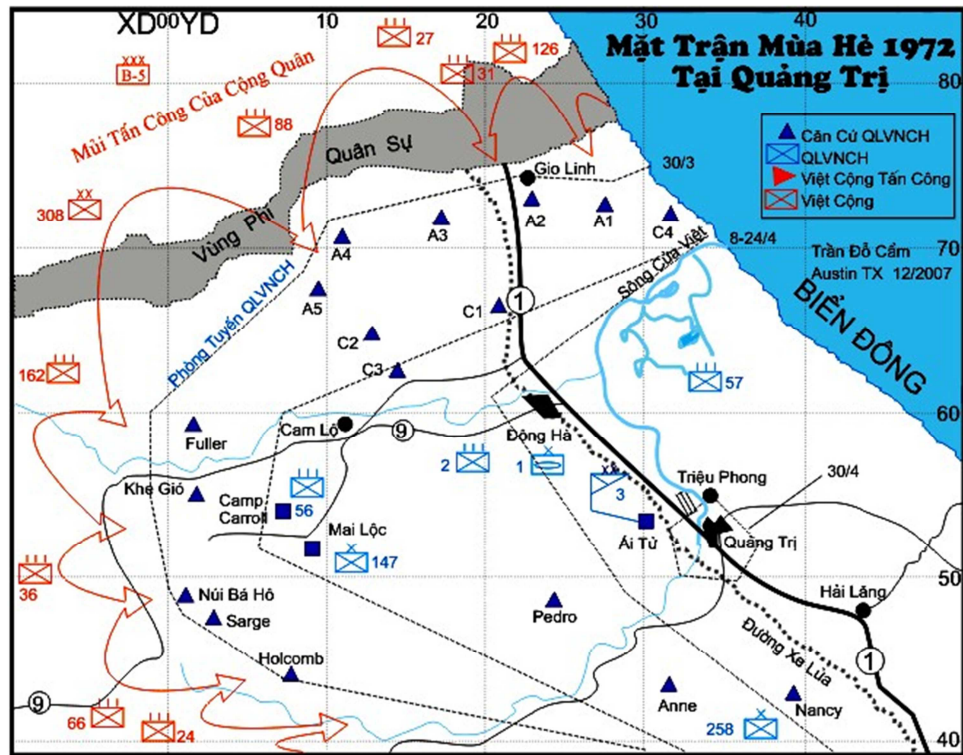 XD 00 YD
10
20
30
40
Mặt Trận Mùa Hè 1972
Tại Quảng Trị
XXX
B-5
27
126
31
80
Mũi Tấn Công Của Cộng Quân
88
Quân Sự
Căn Cứ QLVNCH
QLVNCH
Việt Cộng Tấn Công
Việt Cộng
Gio Linh
30/3
XX
308
Vùng Phi
A4
A3
A2
A1
C4
8-24/4
70
Trần Đỗ Cẩm
Austin TX 12/2007
Sông Cửa Việt
BIỂN ĐÔNG
Phòng Tuyến QLVNCH
A5
C1
1
C2
C3
162
57
60
Fuller
Cam Lộ
9
Đông Hà
2
1
XX
3
Triệu Phong
30/4
Khe Gió
56
Camp
Carroll
Mai Lộc
147
Ái Tử
Quảng Trị
36
50
Núi Bá Hô
Sarge
Pedro
Hải Lăng
Đường Xe Lửa
Holcomb
1
9
66
24
Anne
Nancy
258
40